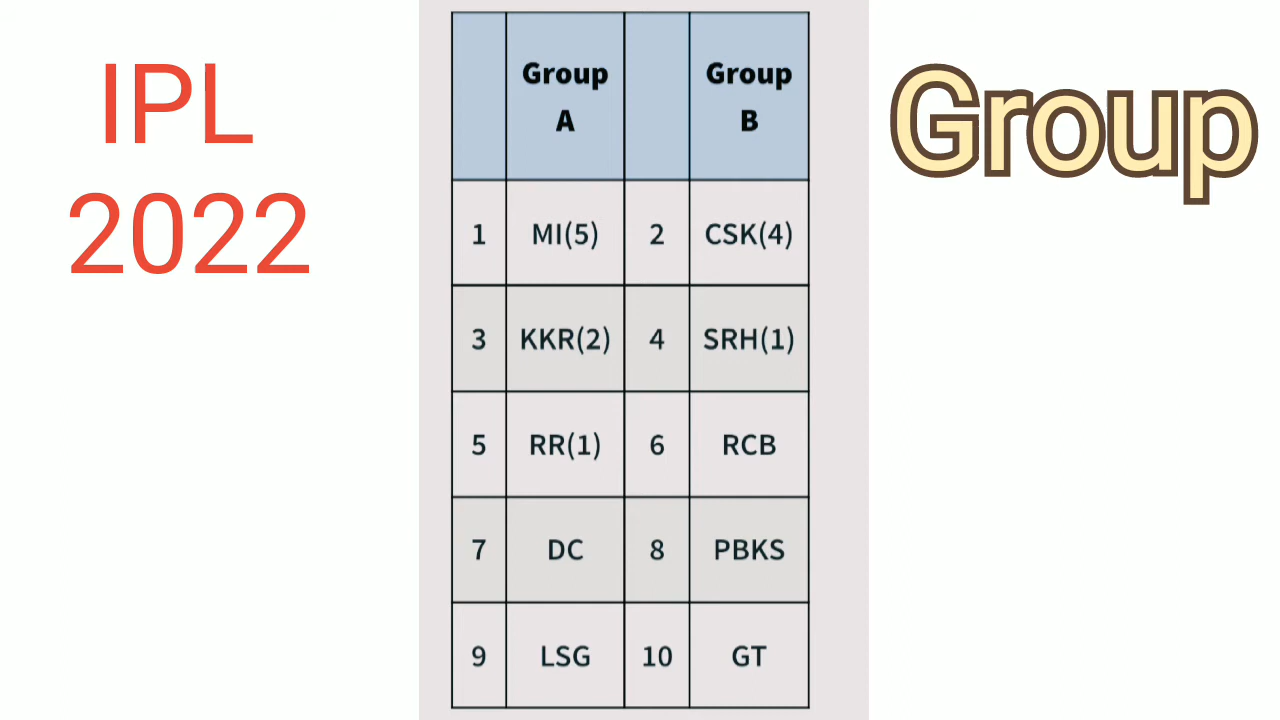 IPL
2022
Group
Group
A
Group
B
1 MI(5) 2 CSK(4)
3 KKR(2) 4 SRH(1)
5 RR(1) 6 RCB
7 DC 8 PBKS
9 LSG 10 GT